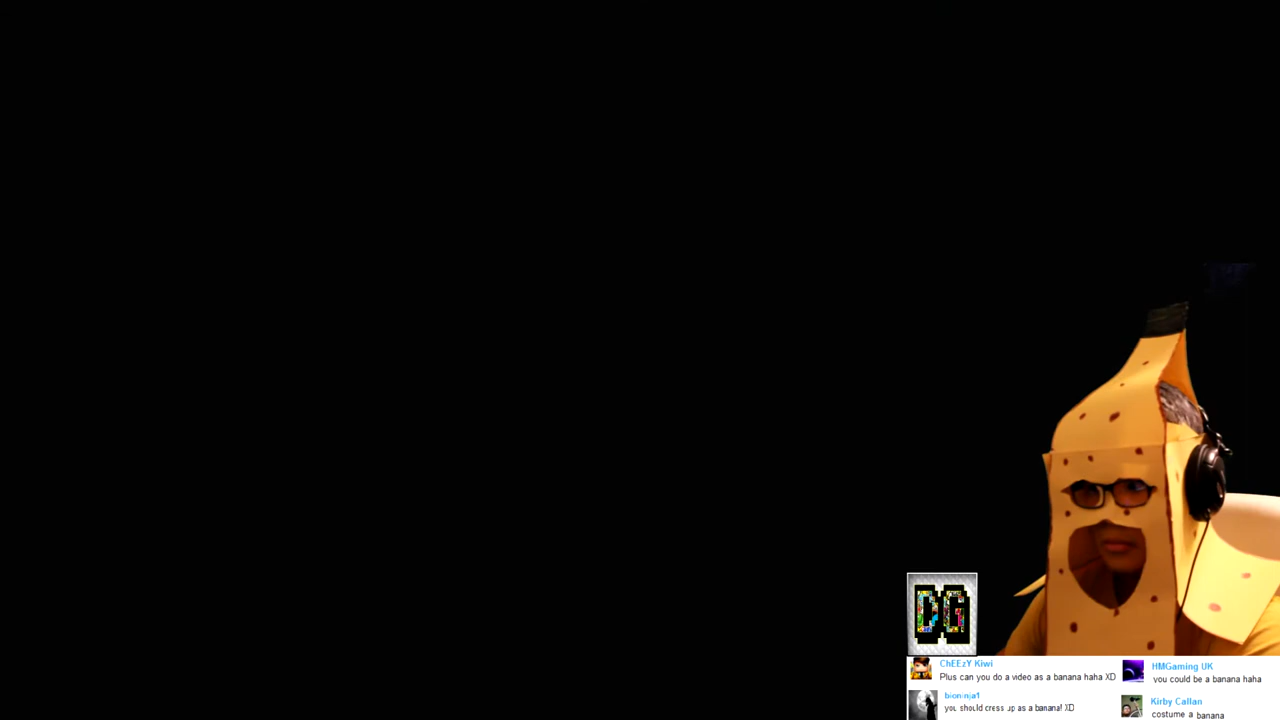 DG
ChEEzY Kiwi
Plus can you do a video as a banana haha XD
HMGaming UK
you could be a banana haha
bioninja1
you should cress up as a banana! XD
Kirby Callan
costume a banana